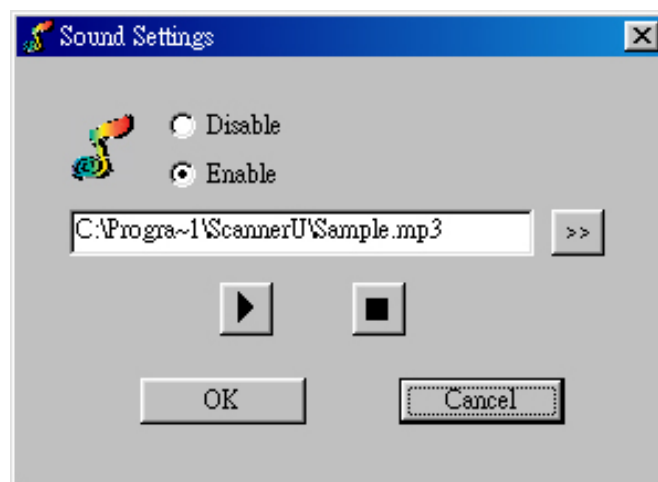 Sound Settings
Disable
Enable
C:\Progra~1\ScannerU\Sample.mp3
>>
OK
Cancel